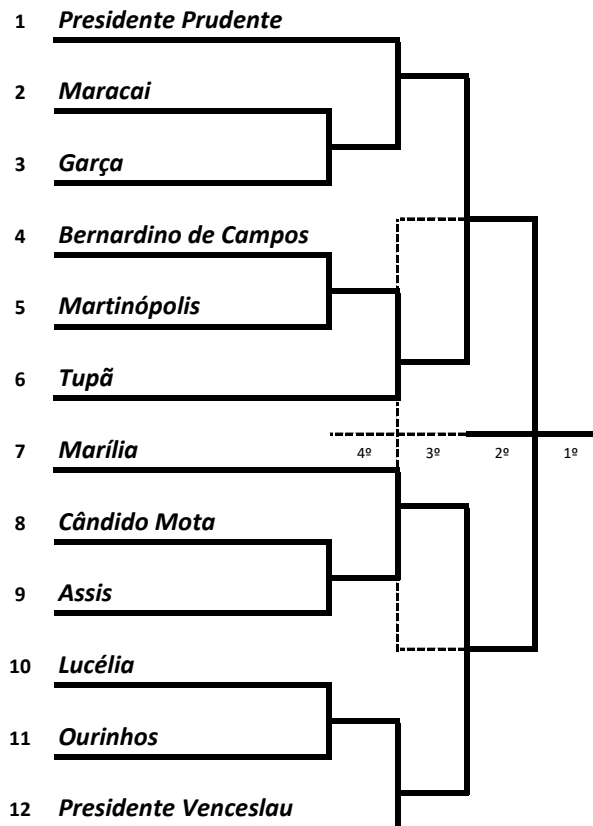 1 Presidente Prudente
2 Maracai
3 Garça
4 Bernardino de Campos
5 Martinópolis
6 Tupã
7 Marília
4º 3º 2º 1º
8 Cândido Mota
9 Assis
10 Lucélia
11 Ourinhos
12 Presidente Venceslau